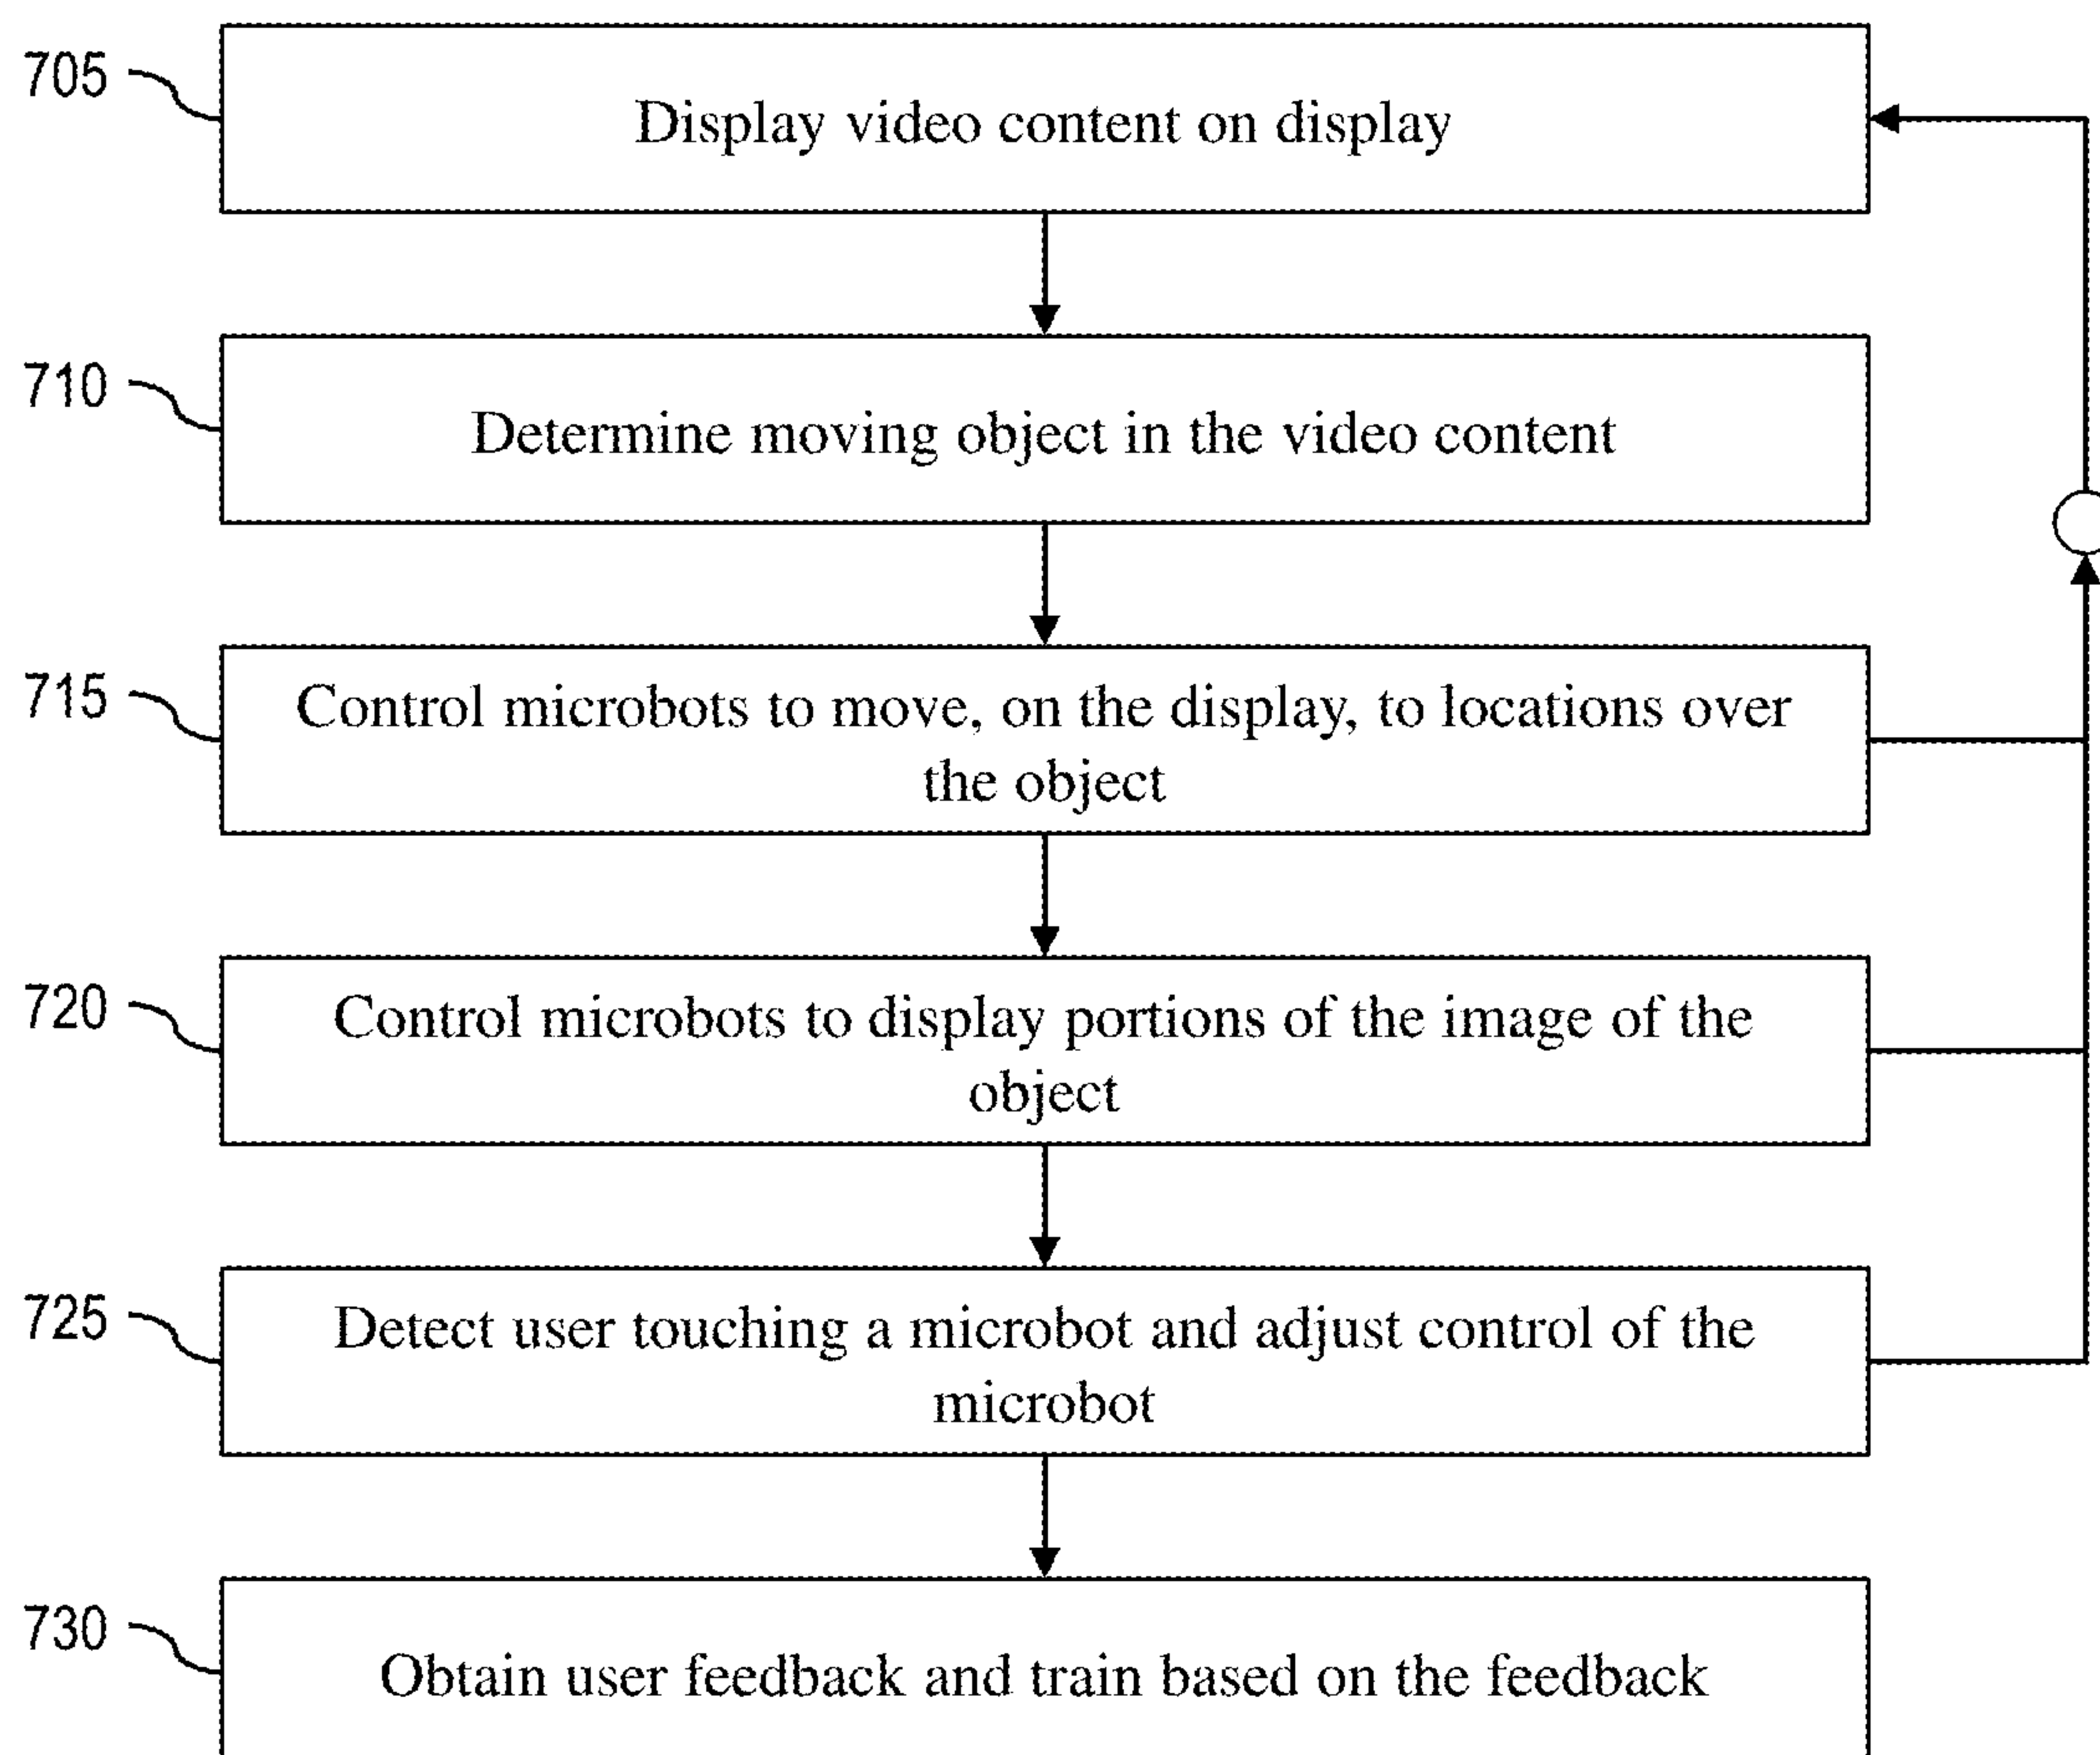 705
Display video content on display
710
Determine moving object in the video content
715
Control microbots to move, on the display, to locations over
the object
720
Control microbots to display portions of the image of the
object
725
Detect user touching a microbot and adjust control of the
microbot
730
Obtain user feedback and train based on the feedback